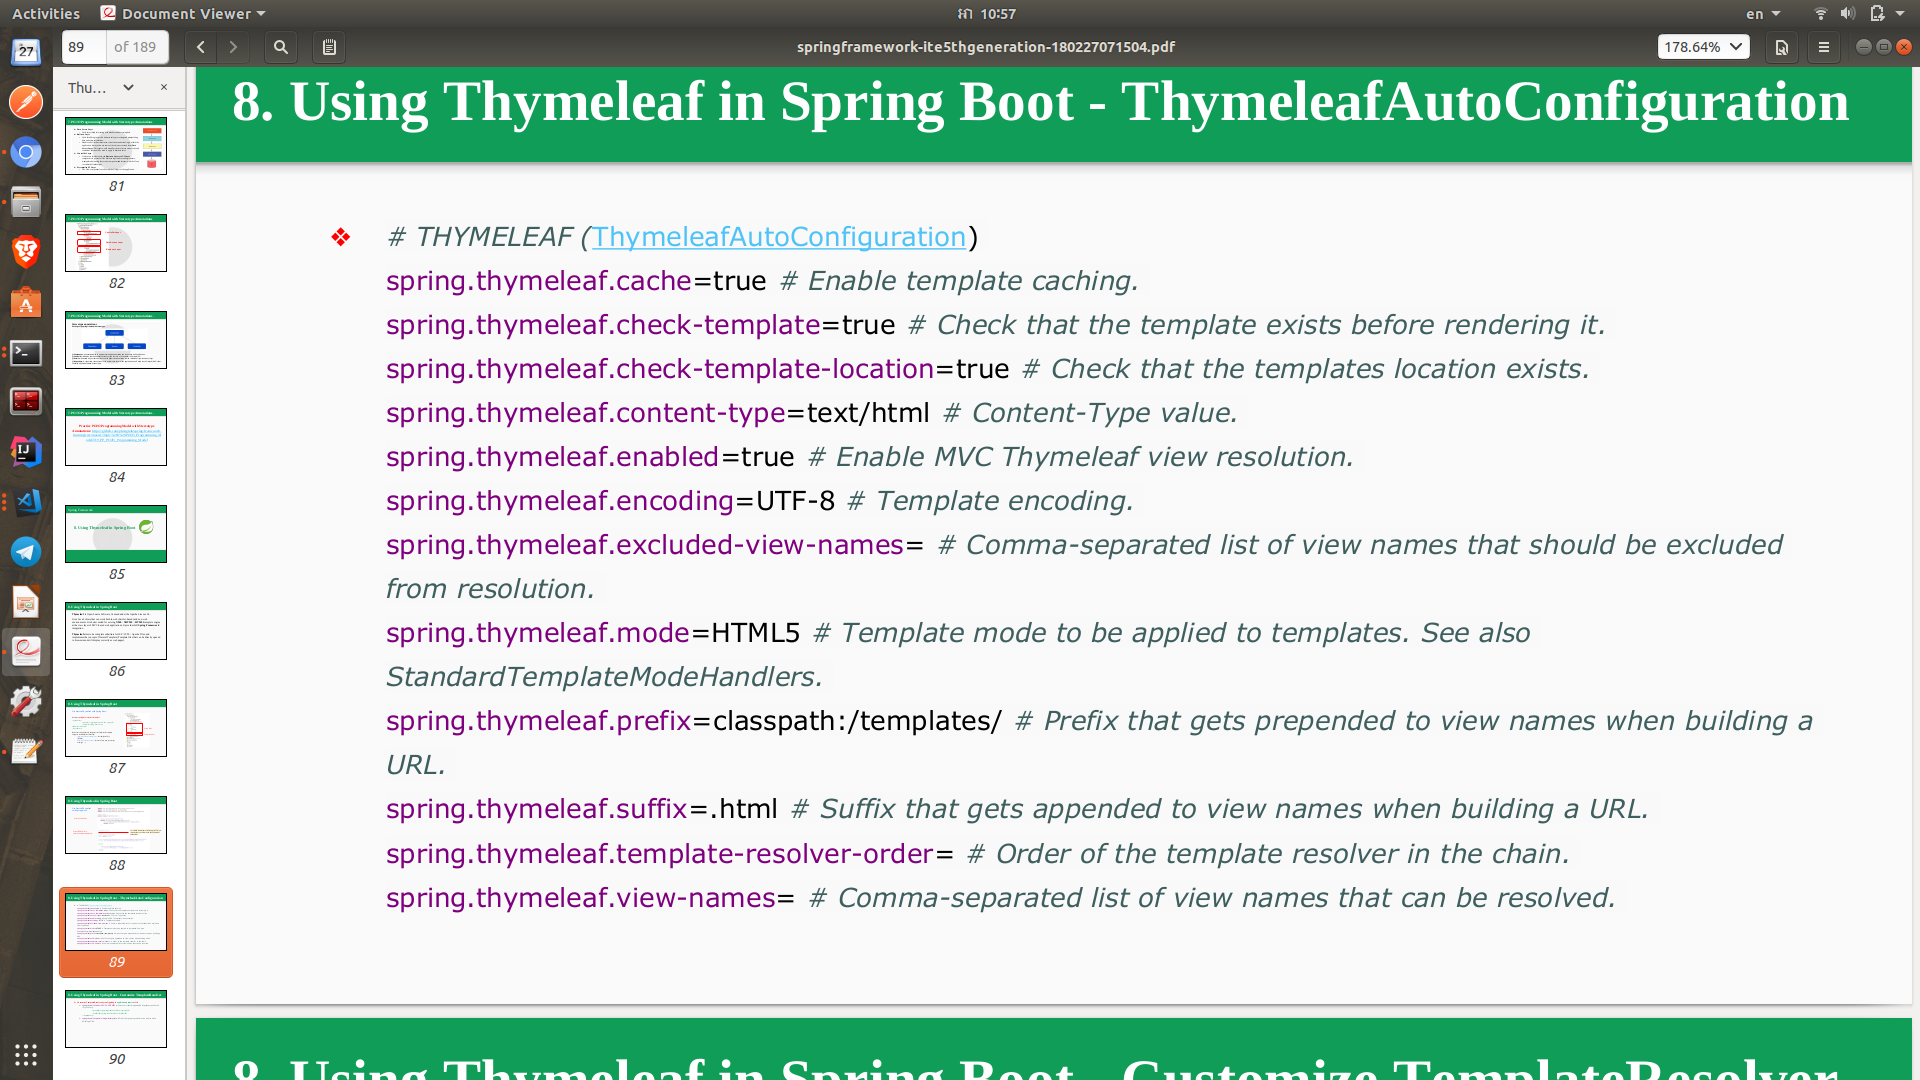 Activities
Document Viewer
10:57
en
89
of 189
springframework-ite5thgeneration-180227071504.pdf
178.64%
27
Thu...
81
82
83
84
85
86
87
88
89
90
8. Using Thymeleaf in Spring Boot - ThymeleafAutoConfiguration
# THYMELEAF (ThymeleafAutoConfiguration)
spring.thymeleaf.cache=true # Enable template caching.
spring.thymeleaf.check-template=true # Check that the template exists before rendering it.
spring.thymeleaf.check-template-location=true # Check that the templates location exists.
spring.thymeleaf.content-type=text/html # Content-Type value.
spring.thymeleaf.enabled=true # Enable MVC Thymeleaf view resolution.
spring.thymeleaf.encoding=UTF-8 # Template encoding.
spring.thymeleaf.excluded-view-names= # Comma-separated list of view names that should be excluded
from resolution.
spring.thymeleaf.mode=HTML5 # Template mode to be applied to templates. See also
StandardTemplateModeHandlers.
spring.thymeleaf.prefix=classpath:/templates/ # Prefix that gets prepended to view names when building a
URL.
spring.thymeleaf.suffix=.html # Suffix that gets appended to view names when building a URL.
spring.thymeleaf.template-resolver-order= # Order of the template resolver in the chain.
spring.thymeleaf.view-names= # Comma-separated list of view names that can be resolved.
8. Using Thymeleaf in Spring Boot - Customize TemplateResolver